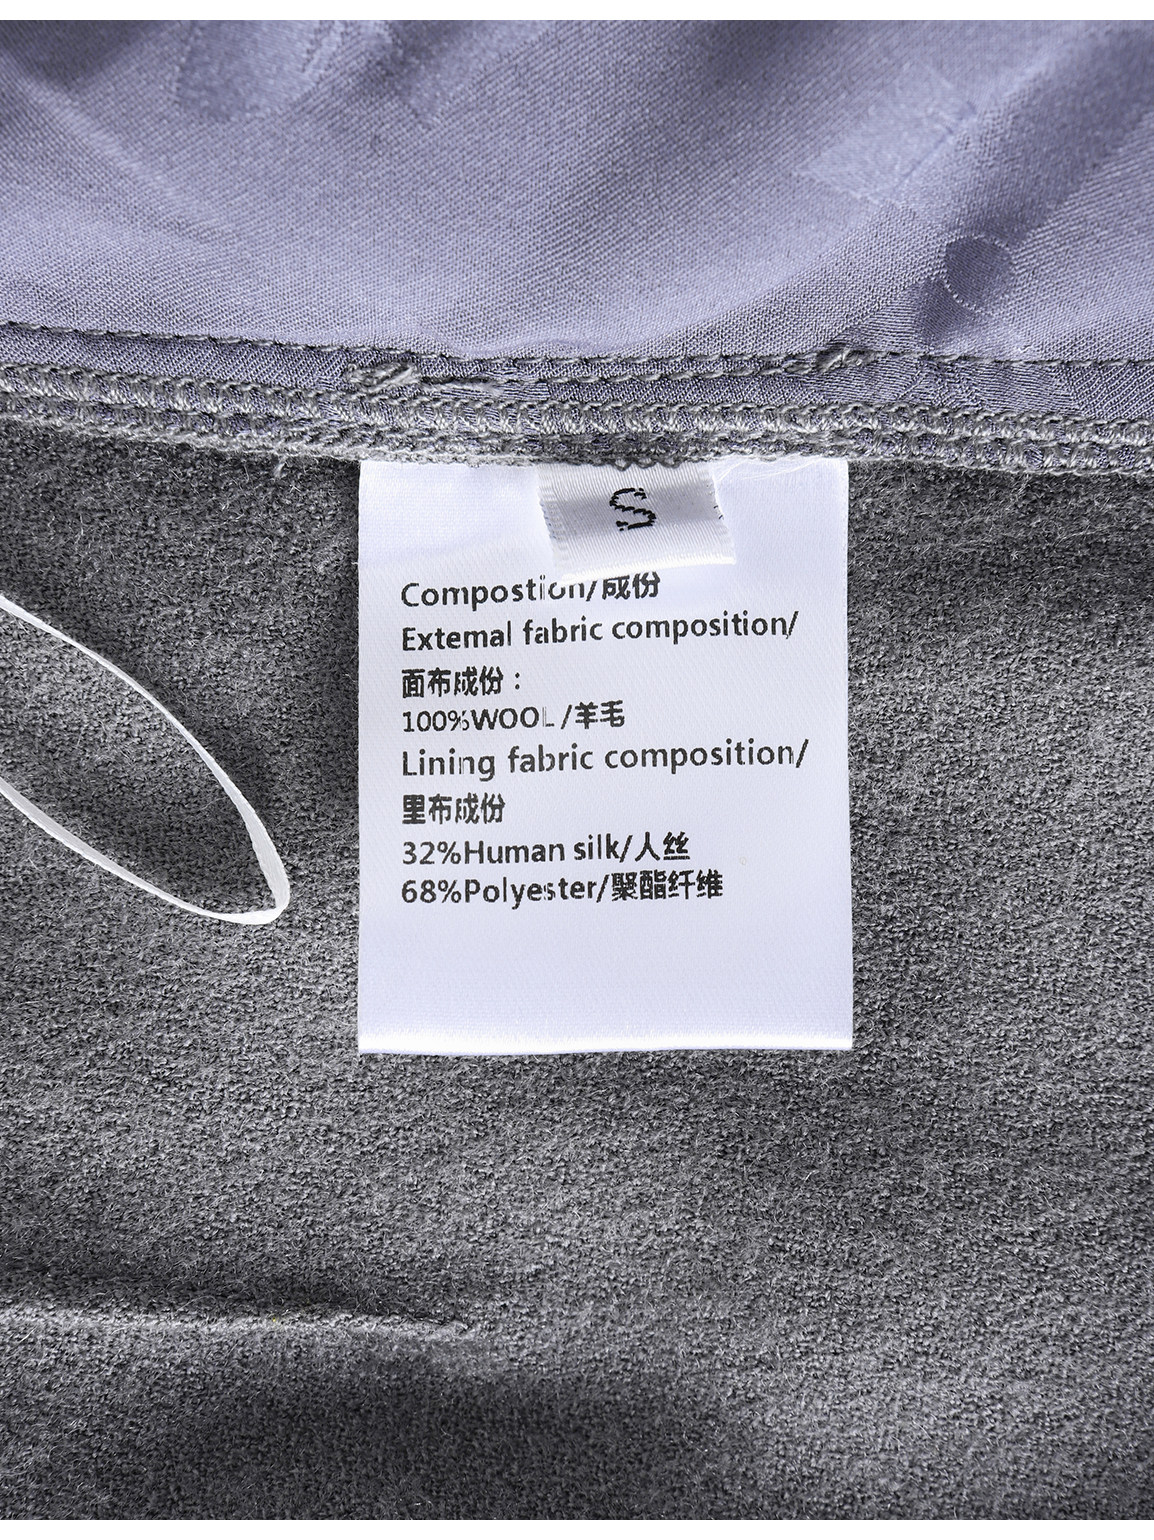 S
Compostion/成份
Extemal fabric composition/
面布成份：
100%WOOL/羊毛
Lining fabric composition/
里布成份
32%Human silk/人丝
68%Polyester/聚酯纤维